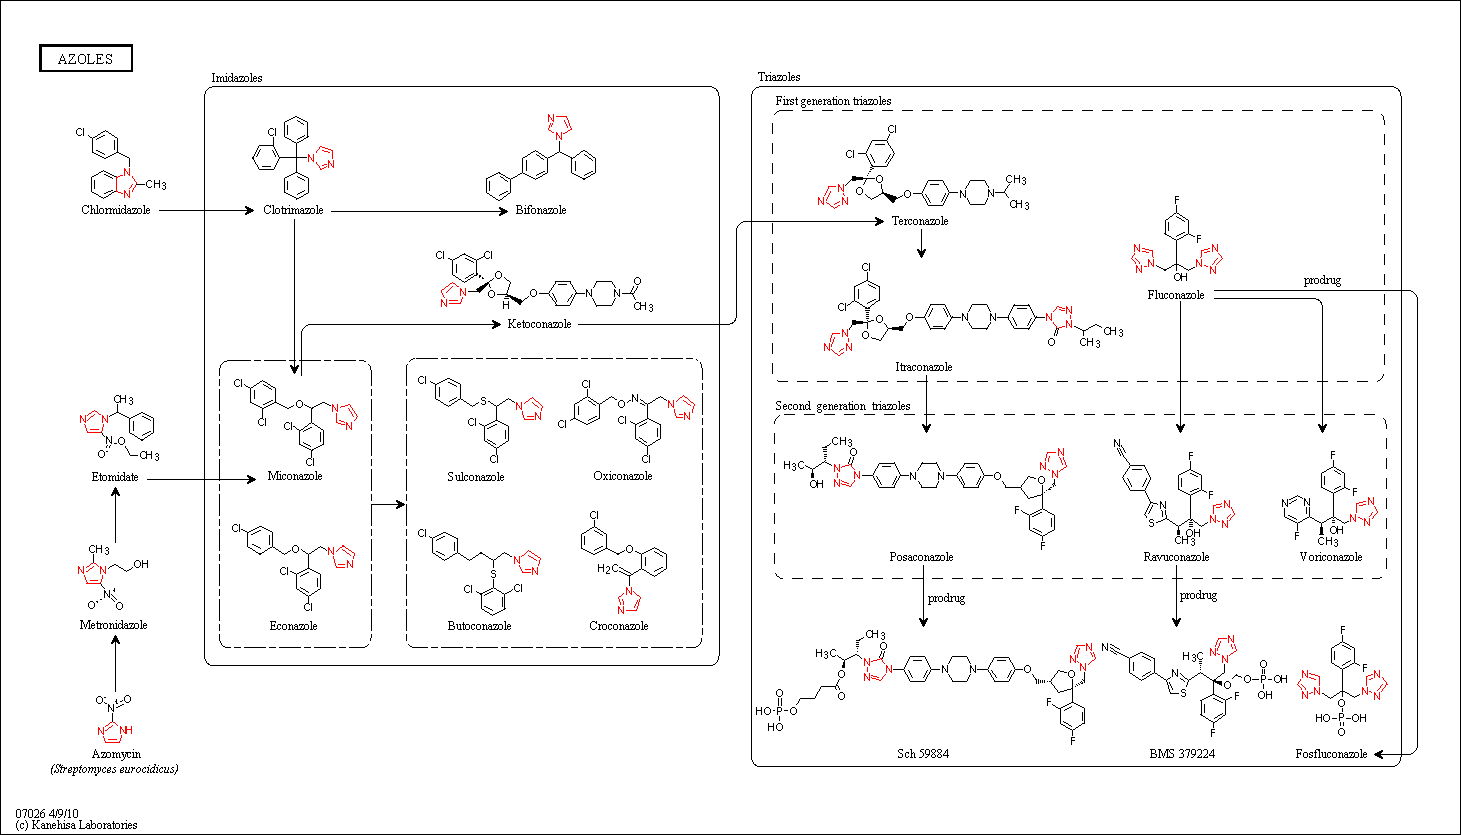 AZOLES
Imidazoles
Triazoles
First generation triazoles
Chlormidazole
Clotrimazole
Bifonazole
Terconazole
Ketoconazole
Fluconazole
prodrug
Itraconazole
Second generation triazoles
Etomidate
Miconazole
Sulconazole
Oxiconazole
Posaconazole
Ravuconazole
Voriconazole
Metronidazole
Econazole
Butoconazole
Croconazole
prodrug
prodrug
Azomycin
(Streptomyces eurocidicus)
Sch 59884
BMS 379224
Fosfluconazole
07026 4/9/10
(c) Kanehisa Laboratories